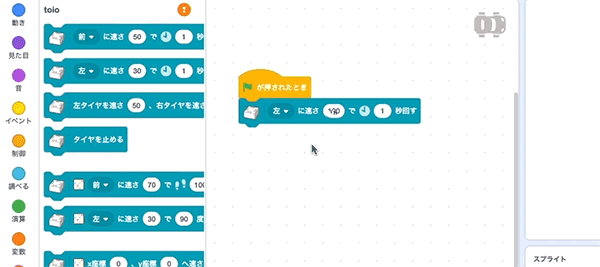 toio
!
動き
見た目
音
イベント
制御
調べる
演算
変数
前 に速さ 50 で 1 秒
左 に速さ 30 で 1 秒
左タイヤを速さ 50 、右タイヤを速さ
タイヤを止める
前 に速さ 70 で 100
左 に速さ 30 で 90 度
x座標 0 、y座標 0 へ速さ
が押されたとき
左 に速さ で 1 秒回す
スプライト